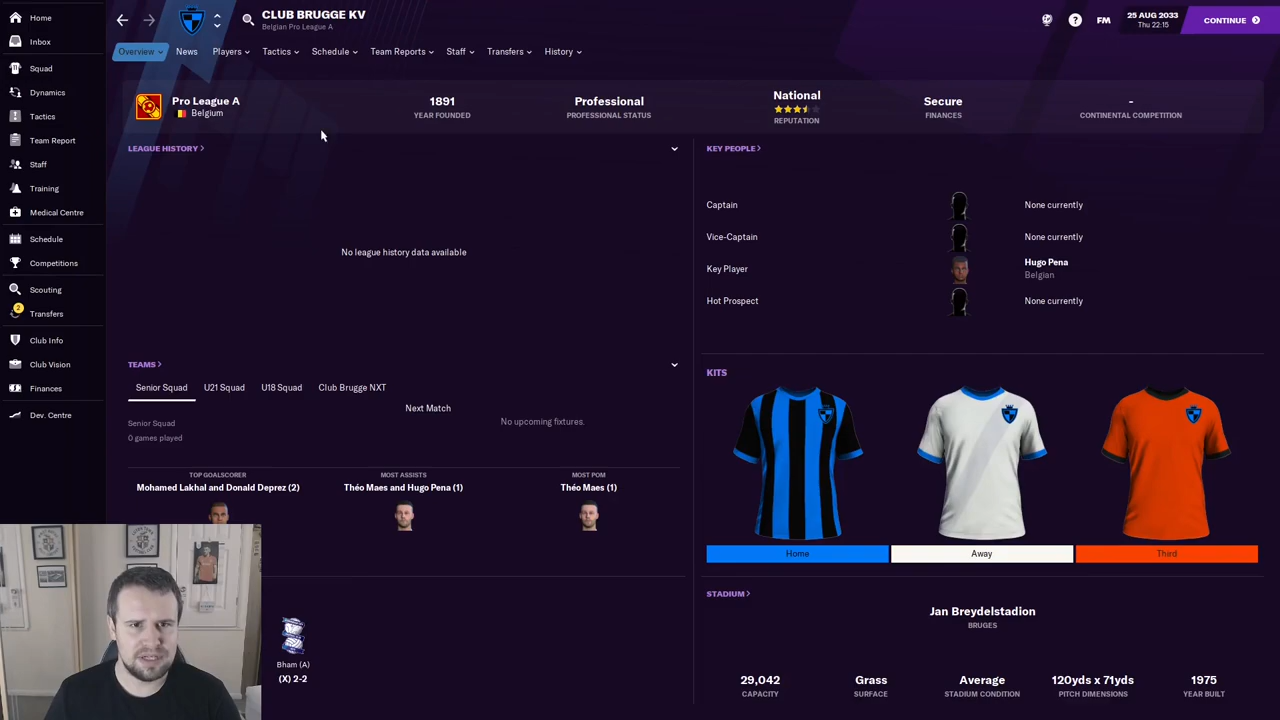 Home
Inbox
Squad
Dynamics
Tactics
Team Report
Staff
Training
Medical Centre
Schedule
Competitions
Scouting
2
Transfers
Club Info
Club Vision
Finances
Dev. Centre
CLUB BRUGGE KV
Belgian Pro League A
FM
25 AUG 2033
Thu 22:15
CONTINUE
Overview
News
Players
Tactics
Schedule
Team Reports
Staff
Transfers
History
Pro League A
Belgium
1891
YEAR FOUNDED
Professional
PROFESSIONAL STATUS
National
REPUTATION
Secure
FINANCES
-
CONTINENTAL COMPETITION
LEAGUE HISTORY
No league history data available
KEY PEOPLE
Captain
None currently
Vice-Captain
None currently
Key Player
Hugo Pena
Belgian
Hot Prospect
None currently
TEAMS
Senior Squad
U21 Squad
U18 Squad
Club Brugge NXT
Senior Squad
0 games played
Next Match
No upcoming fixtures.
TOP GOALSCORER
Mohamed Lakhal and Donald Deprez (2)
MOST ASSISTS
Théo Maes and Hugo Pena (1)
MOST POM
Théo Maes (1)
Bham (A)
(X) 2-2
KITS
Home
Away
Third
STADIUM
Jan Breydelstadion
BRUGES
29,042
CAPACITY
Grass
SURFACE
Average
STADIUM CONDITION
120yds x 71yds
PITCH DIMENSIONS
1975
YEAR BUILT